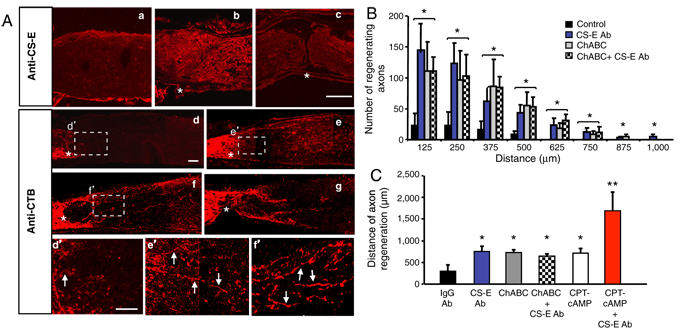 A
Anti-CS-E
a
b
c
*
*
Anti-CTB
d'
d
e'
e
*
*
f'
f
g
*
*
d'
e'
f'
B
Number of regenerating axons
200
150
100
50
0
Control
CS-E Ab
ChABC
ChABC+ CS-E Ab
* * * * * * * *
125 250 375 500 625 750 875 1,000
Distance (μm)
C
Distance of axon regeneration (μm)
2,500
2,000
1,500
1,000
500
0
* * * * **
IgG Ab
CS-E Ab
ChABC
ChABC + CS-E Ab
CPT-cAMP
CPT-cAMP + CS-E Ab